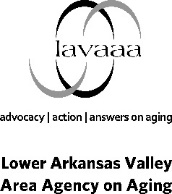 lavaaa
advocacy | action | answers on aging
Lower Arkansas Valley
Area Agency on Aging